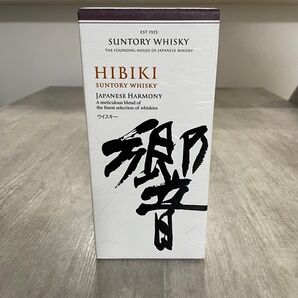 EST 1923
SUNTORY WHISKY
THE FOUNDING HOUSE OF JAPANESE WHISKY
HIBIKI
SUNTORY WHISKY
JAPANESE HARMONY
A meticulous blend of
the finest selection of whiskies
ウイスキー
響